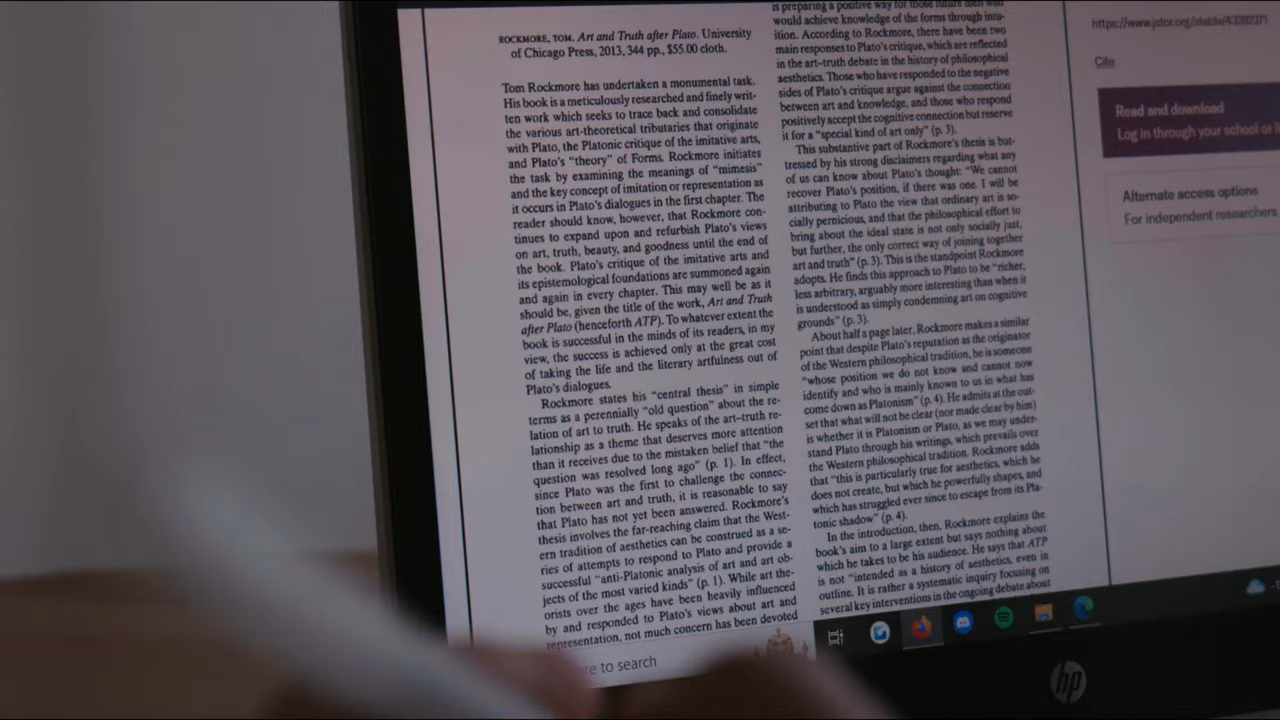 ROCKMORE, TOM. Art and Truth after Plato. University
of Chicago Press, 2013, 344 pp., $55.00 cloth.
Tom Rockmore has undertaken a monumental task.
His book is a meticulously researched and finely writ-
ten work which seeks to trace back and consolidate
the various art-theoretical tributaries that originate
with Plato, the Platonic critique of the imitative arts,
and Plato's "theory" of Forms. Rockmore initiates
the task by examining the meanings of "mimesis"
and the key concept of imitation or representation as
it occurs in Plato's dialogues in the first chapter. The
reader should know, however, that Rockmore con-
tinues to expand upon and refurbish Plato's views
on art, truth, beauty, and goodness until the end of
the book. Plato's critique of the imitative arts and
its epistemological foundations are summoned again
and again in every chapter. This may well be as it
should be, given the title of the work, Art and Truth
after Plato (henceforth ATP). To whatever extent the
book is successful in the minds of its readers, in my
view, the success is achieved only at the great cost
of taking the life and the literary artfulness out of
Plato's dialogues.
Rockmore states his "central thesis" in simple
terms as a perennially "old question" about the re-
lation of art to truth. He speaks of the art–truth re-
lationship as a theme that deserves more attention
than it receives due to the mistaken belief that "the
question was resolved long ago" (p. 1). In effect,
since Plato was the first to challenge the connec-
tion between art and truth, it is reasonable to say
that Plato has not yet been answered. Rockmore's
thesis involves the far-reaching claim that the West-
ern tradition of aesthetics can be construed as a se-
ries of attempts to respond to Plato and provide a
successful "anti-Platonic analysis of art and art ob-
jects of the most varied kinds" (p. 1). While art the-
orists over the ages have been heavily influenced
by and responded to Plato's views about art and
representation, not much concern has been devoted
is preparing a positive way for those future men who
would achieve knowledge of the forms through intu-
ition. According to Rockmore, there have been two
main responses to Plato's critique, which are reflected
in the art–truth debate in the history of philosophical
aesthetics. Those who have responded to the negative
sides of Plato's critique argue against the connection
between art and knowledge, and those who respond
positively accept the cognitive connection but reserve
it for a "special kind of art only" (p. 3).
This substantive part of Rockmore's thesis is but-
tressed by his strong disclaimers regarding what any
of us can know about Plato's thought: "We cannot
recover Plato's position, if there was one. I will be
attributing to Plato the view that ordinary art is so-
cially pernicious, and that the philosophical effort to
bring about the ideal state is not only socially just,
but further, the only correct way of joining together
art and truth" (p. 3). This is the standpoint Rockmore
adopts. He finds this approach to Plato to be "richer,
less arbitrary, arguably more interesting than when it
is understood as simply condemning art on cognitive
grounds" (p. 3).
About half a page later, Rockmore makes a similar
point that despite Plato's reputation as the originator
of the Western philosophical tradition, he is someone
"whose position we do not know and cannot now
identify and who is mainly known to us in what has
come down as Platonism" (p. 4). He admits at the out-
set that what will not be clear (nor made clear by him)
is whether it is Platonism or Plato, as we may under-
stand Plato through his writings, which prevails over
the Western philosophical tradition. Rockmore adds
that "this is particularly true for aesthetics, which he
does not create, but which he powerfully shapes, and
which has struggled ever since to escape from its Pla-
tonic shadow" (p. 4).
In the introduction, then, Rockmore explains the
book's aim to a large extent but says nothing about
which he takes to be his audience. He says that ATP
is not "intended as a history of aesthetics, even in
outline. It is rather a systematic inquiry focusing on
several key interventions in the ongoing debate about
https://www.jstor.org/stable/
Cite
Read and download
Log in through your school or
Alternate access options
For independent researchers
re to search
hp